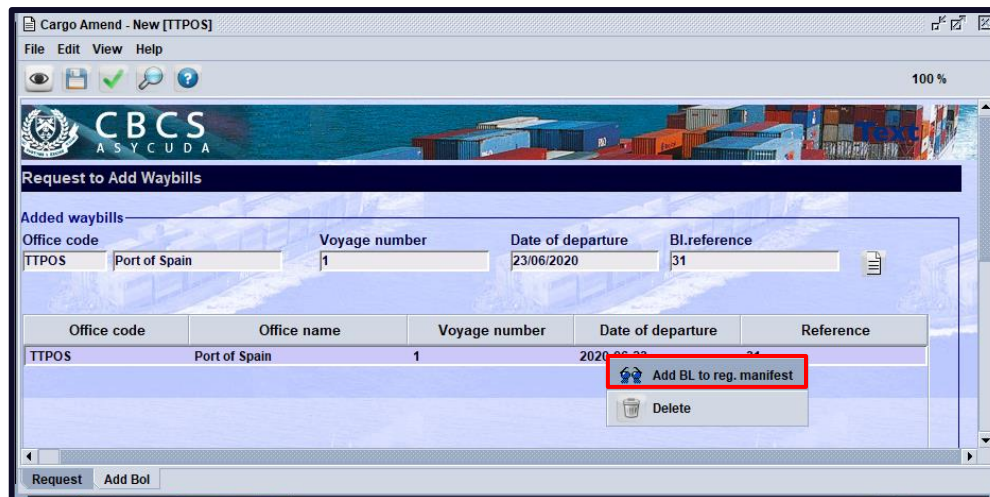 Cargo Amend - New [TTPOS]
File Edit View Help
100 %
CBCS
ASYCUDA
Text
Request to Add Waybills
Added waybills
Office code Voyage number Date of departure Bl.reference
TTPOS Port of Spain 1 23/06/2020 31
Office code Office name Voyage number Date of departure Reference
TTPOS Port of Spain 1
Add BL to reg. manifest
Delete
Request Add Bol